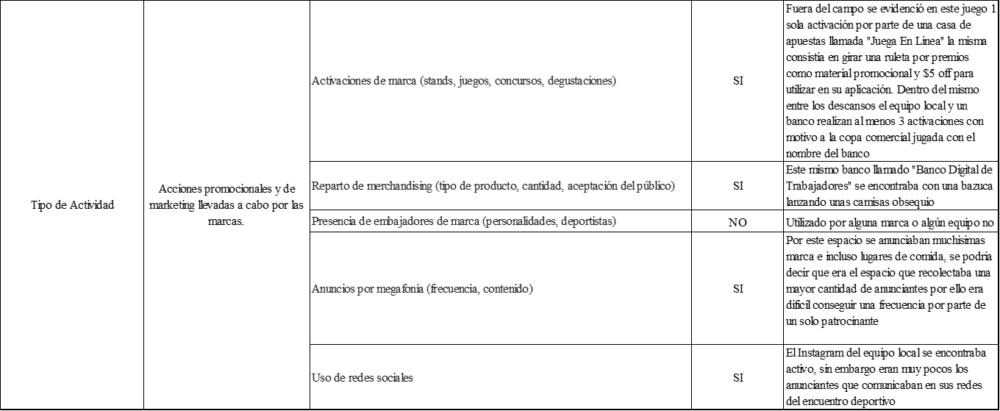 Tipo de Actividad
Acciones promocionales y de
marketing llevadas a cabo por las
marcas.
Activaciones de marca (stands, juegos, concursos, degustaciones)
SI
Fuera del campo se evidenció en este juego 1
sola activación por parte de una casa de
apuestas llamada "Juega En Línea" la misma
consistia en girar una ruleta por premios
como material promocional y $5 off para
utilizar en su aplicación. Dentro del mismo
entre los descansos el equipo local y un
banco realizan al menos 3 activaciones con
motivo a la copa comercial jugada con el
nombre del banco
Reparto de merchandising (tipo de producto, cantidad, aceptación del público)
SI
Este mismo banco llamado "Banco Digital de
Trabajadores" se encontraba con una bazuca
lanzando unas camisas obsequio
Presencia de embajadores de marca (personalidades, deportistas)
NO
Utilizado por alguna marca o algún equipo no
Anuncios por megafonía (frecuencia, contenido)
SI
Por este espacio se anunciaban muchisimas
marca e incluso lugares de comida, se podría
decir que era el espacio que recolectaba una
mayor cantidad de anunciantes por ello era
dificil conseguir una frecuencia por parte de
un solo patrocinante
Uso de redes sociales
SI
El Instagram del equipo local se encontraba
activo, sin embargo eran muy pocos los
anunciantes que comunicaban en sus redes
del encuentro deportivo